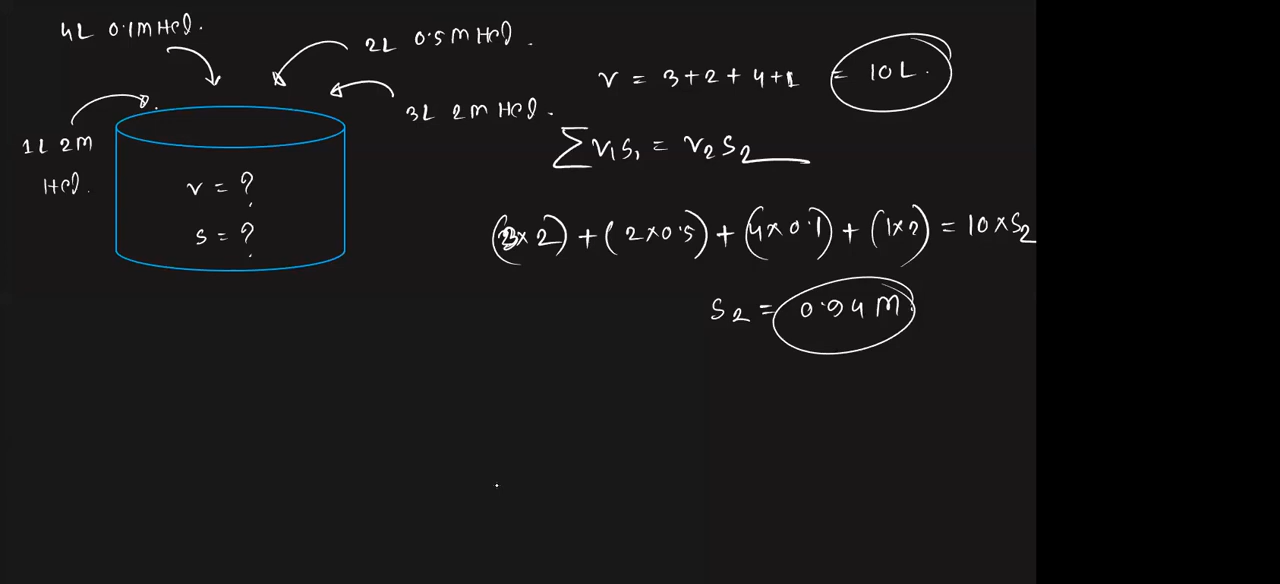 4L 0.1M HCl.
2L 0.5M HCl.
3L 2M HCl.
1L 2M
HCl.
v = ?
s = ?
v = 3+2+4+1 = 10L.
∑v₁s₁ = v₂s₂
(3×2) + (2×0.5) + (4×0.1) + (1×2) = 10×s₂
s₂ = 0.94M.